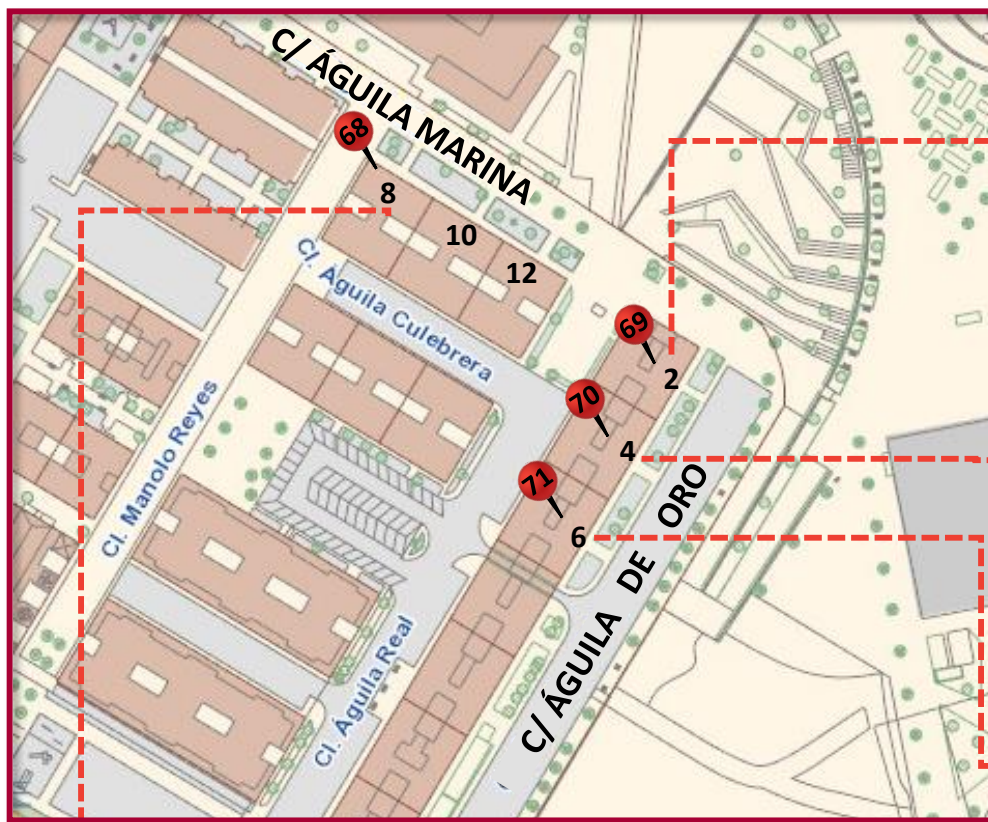 C/ ÁGUILA MARINA
68
8
10
12
Cl. Aguila Culebrera
69
2
70
4
71
6
Cl. Manolo Reyes
C/ ÁGUILA DE ORO
Cl. Águila Real